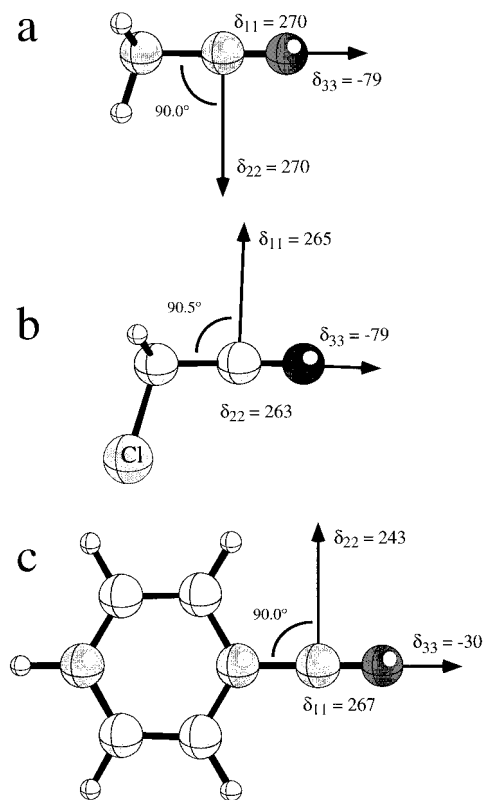 a
δ11 = 270
δ33 = -79
90.0°
δ22 = 270
b
δ11 = 265
90.5°
δ33 = -79
δ22 = 263
Cl
c
δ22 = 243
90.0°
δ33 = -30
δ11 = 267